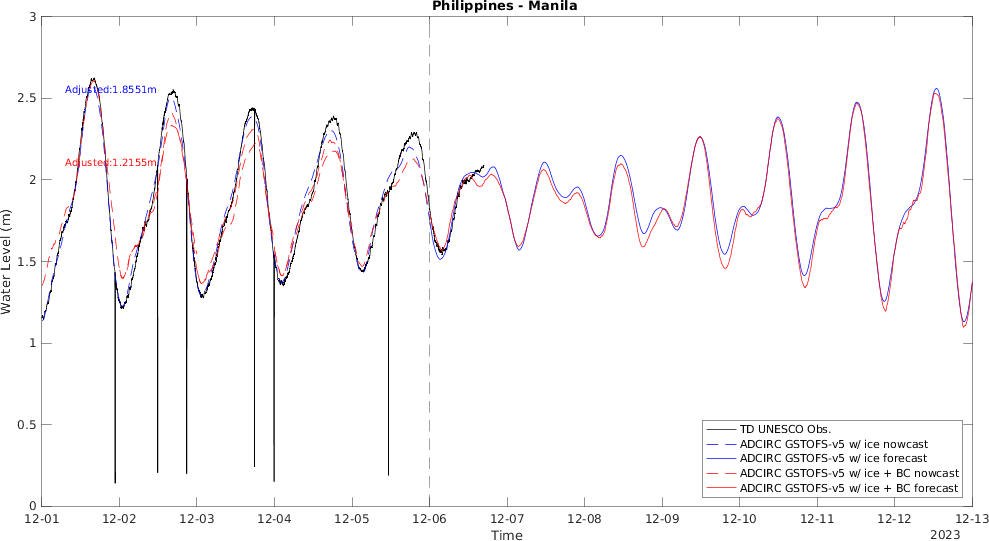 Philippines - Manila
3
2.5
2
1.5
1
0.5
0
Water Level (m)
Adjusted:1.8551m
Adjusted:1.2155m
TD UNESCO Obs.
ADCIRC GSTOFS-v5 w/ ice nowcast
ADCIRC GSTOFS-v5 w/ ice forecast
ADCIRC GSTOFS-v5 w/ ice + BC nowcast
ADCIRC GSTOFS-v5 w/ ice + BC forecast
12-01 12-02 12-03 12-04 12-05 12-06 12-07 12-08 12-09 12-10 12-11 12-12 12-13
Time
2023